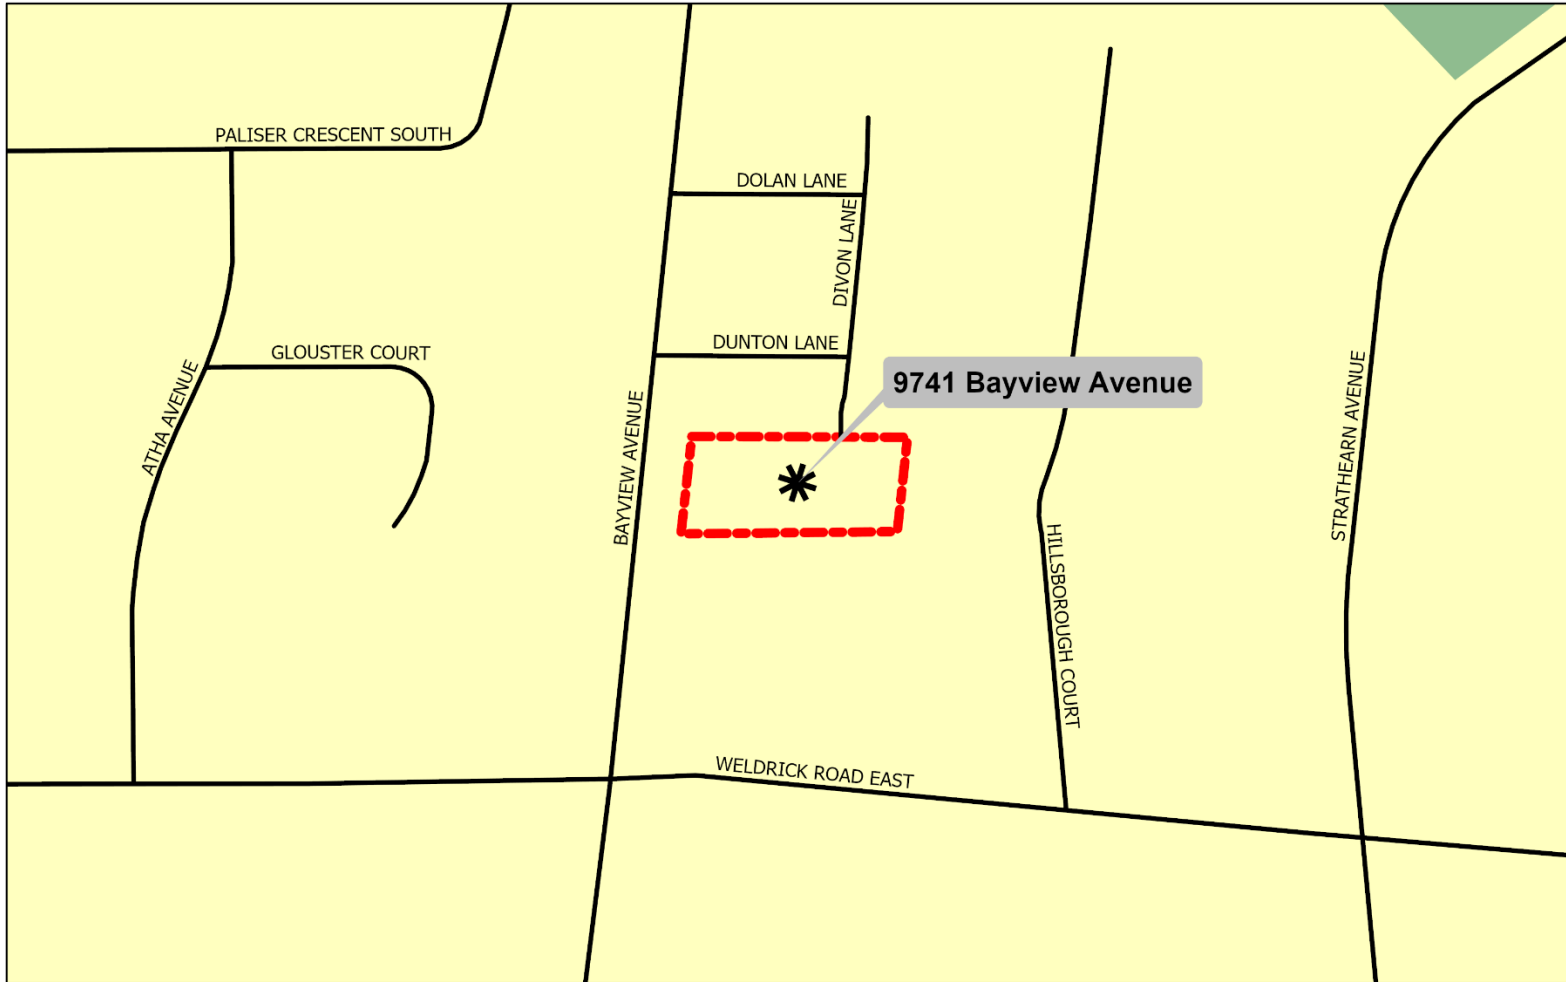 PALISER CRESCENT SOUTH
DOLAN LANE
DIVON LANE
DUNTON LANE
GLOUSTER COURT
ATHA AVENUE
9741 Bayview Avenue
BAYVIEW AVENUE
STRATHEARN AVENUE
HILLSBOROUGH COURT
WELDRICK ROAD EAST